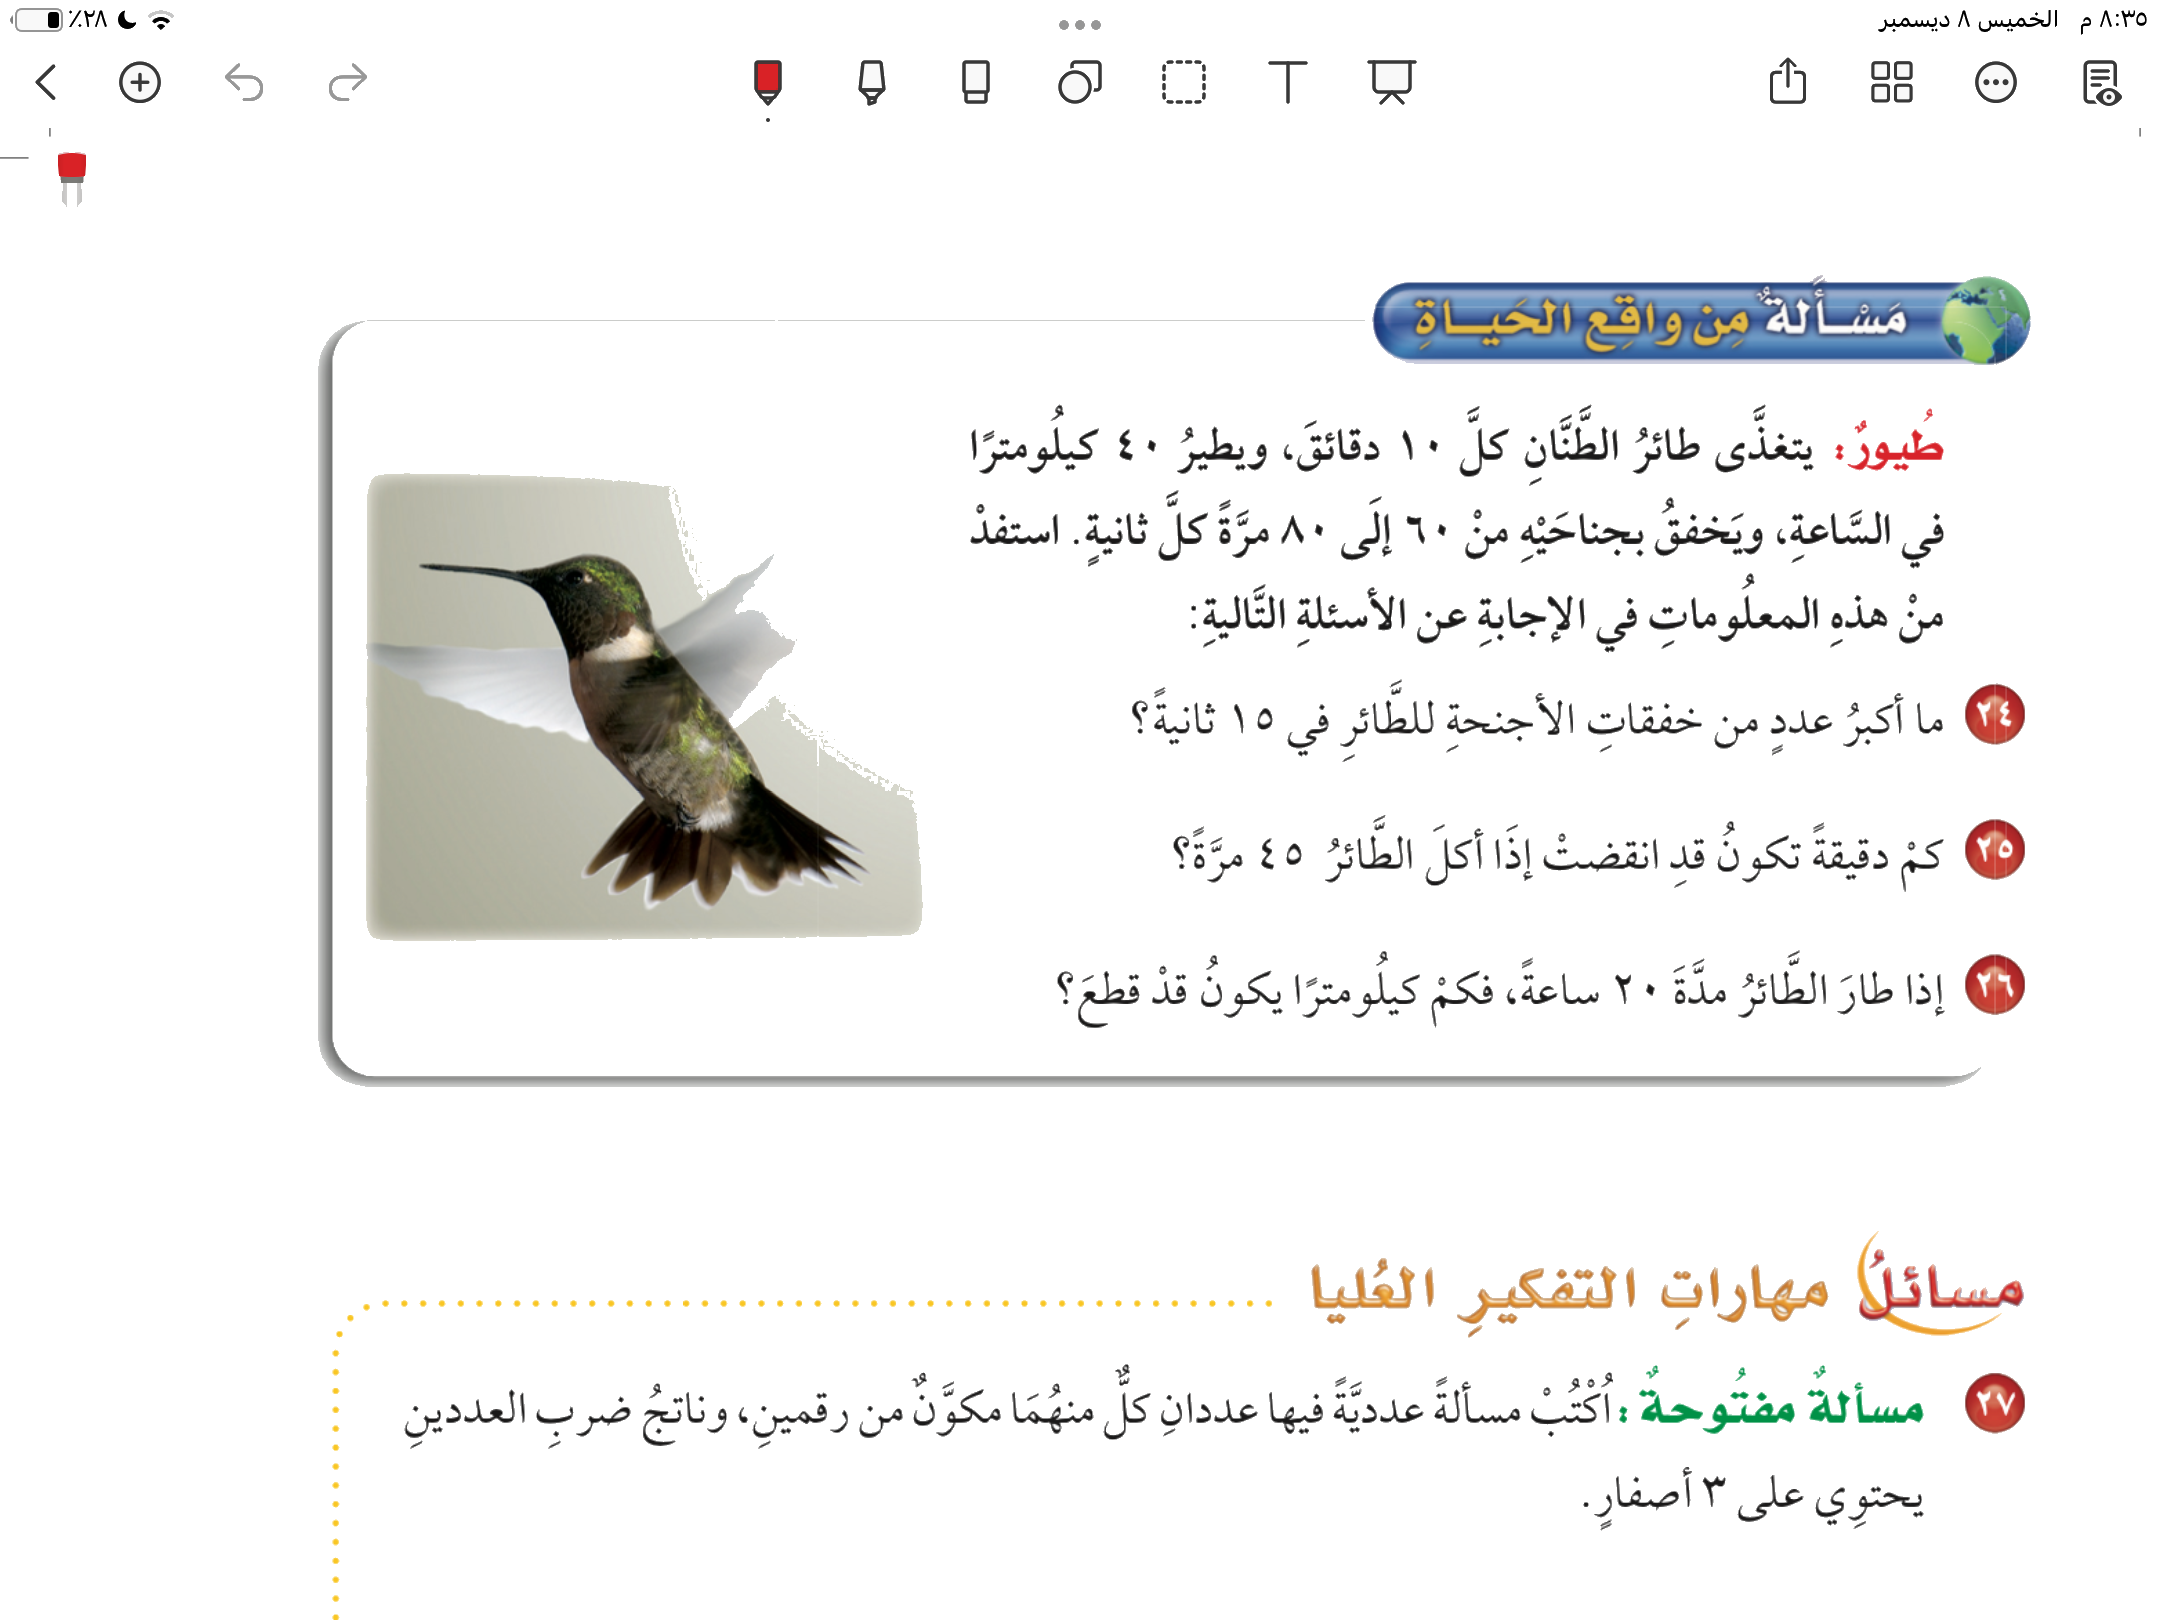 ٨:٣٥ م الخميس ٨ ديسمبر
٪٢٨
مَسْـأَلةٌ مِن واقِع الحَيـاةِ
طُيورٌ: يتغذَّى طائرُ الطَّنَّانِ كلَّ ١٠ دقائقَ، ويطيرُ ٤٠ كيلُومترًا
في السَّاعةِ، ويَخفقُ بجناحَيْهِ منْ ٦٠ إلَى ٨٠ مرَّةً كلَّ ثانيةٍ. استفدْ
منْ هذهِ المعلُوماتِ في الإجابةِ عن الأسئلةِ التَّاليةِ:
٢٤ ما أكبرُ عددٍ من خفقاتِ الأجنحةِ للطَّائرِ في ١٥ ثانيةً؟
٢٥ كمْ دقيقةً تكونُ قدِ انقضتْ إذَا أكلَ الطَّائرُ ٤٥ مرَّةً؟
٢٦ إذا طارَ الطَّائرُ مدَّةَ ٢٠ ساعةً، فكمْ كيلُومترًا يكونُ قدْ قطعَ؟
مسائلُ مهاراتِ التفكيرِ العُليا
٢٧ مسألةٌ مفتُوحةٌ: اُكْتُبْ مسألةً عدديَّةً فيها عددانِ كلٌّ منهُمَا مكوَّنٌ من رقمينِ، وناتجُ ضربِ العددينِ
يحتوِي على ٣ أصفارٍ.